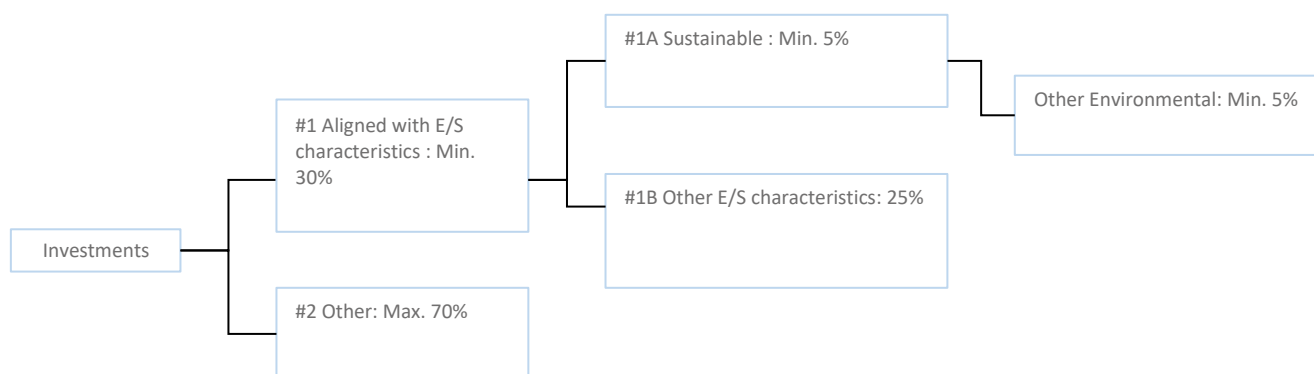 #1A Sustainable : Min. 5%
Other Environmental: Min. 5%
#1 Aligned with E/S
characteristics : Min.
30%
#1B Other E/S characteristics: 25%
Investments
#2 Other: Max. 70%